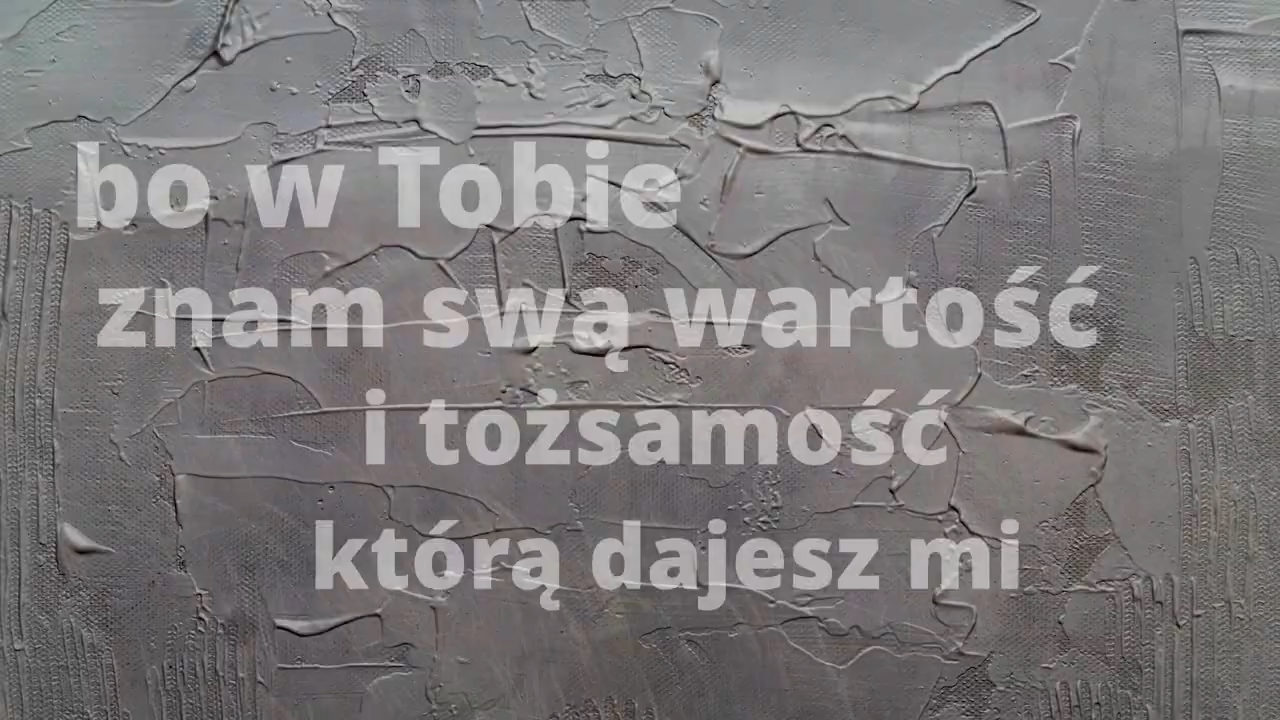 bo w Tobie
znam swą wartość
i tożsamość
którą dajesz mi